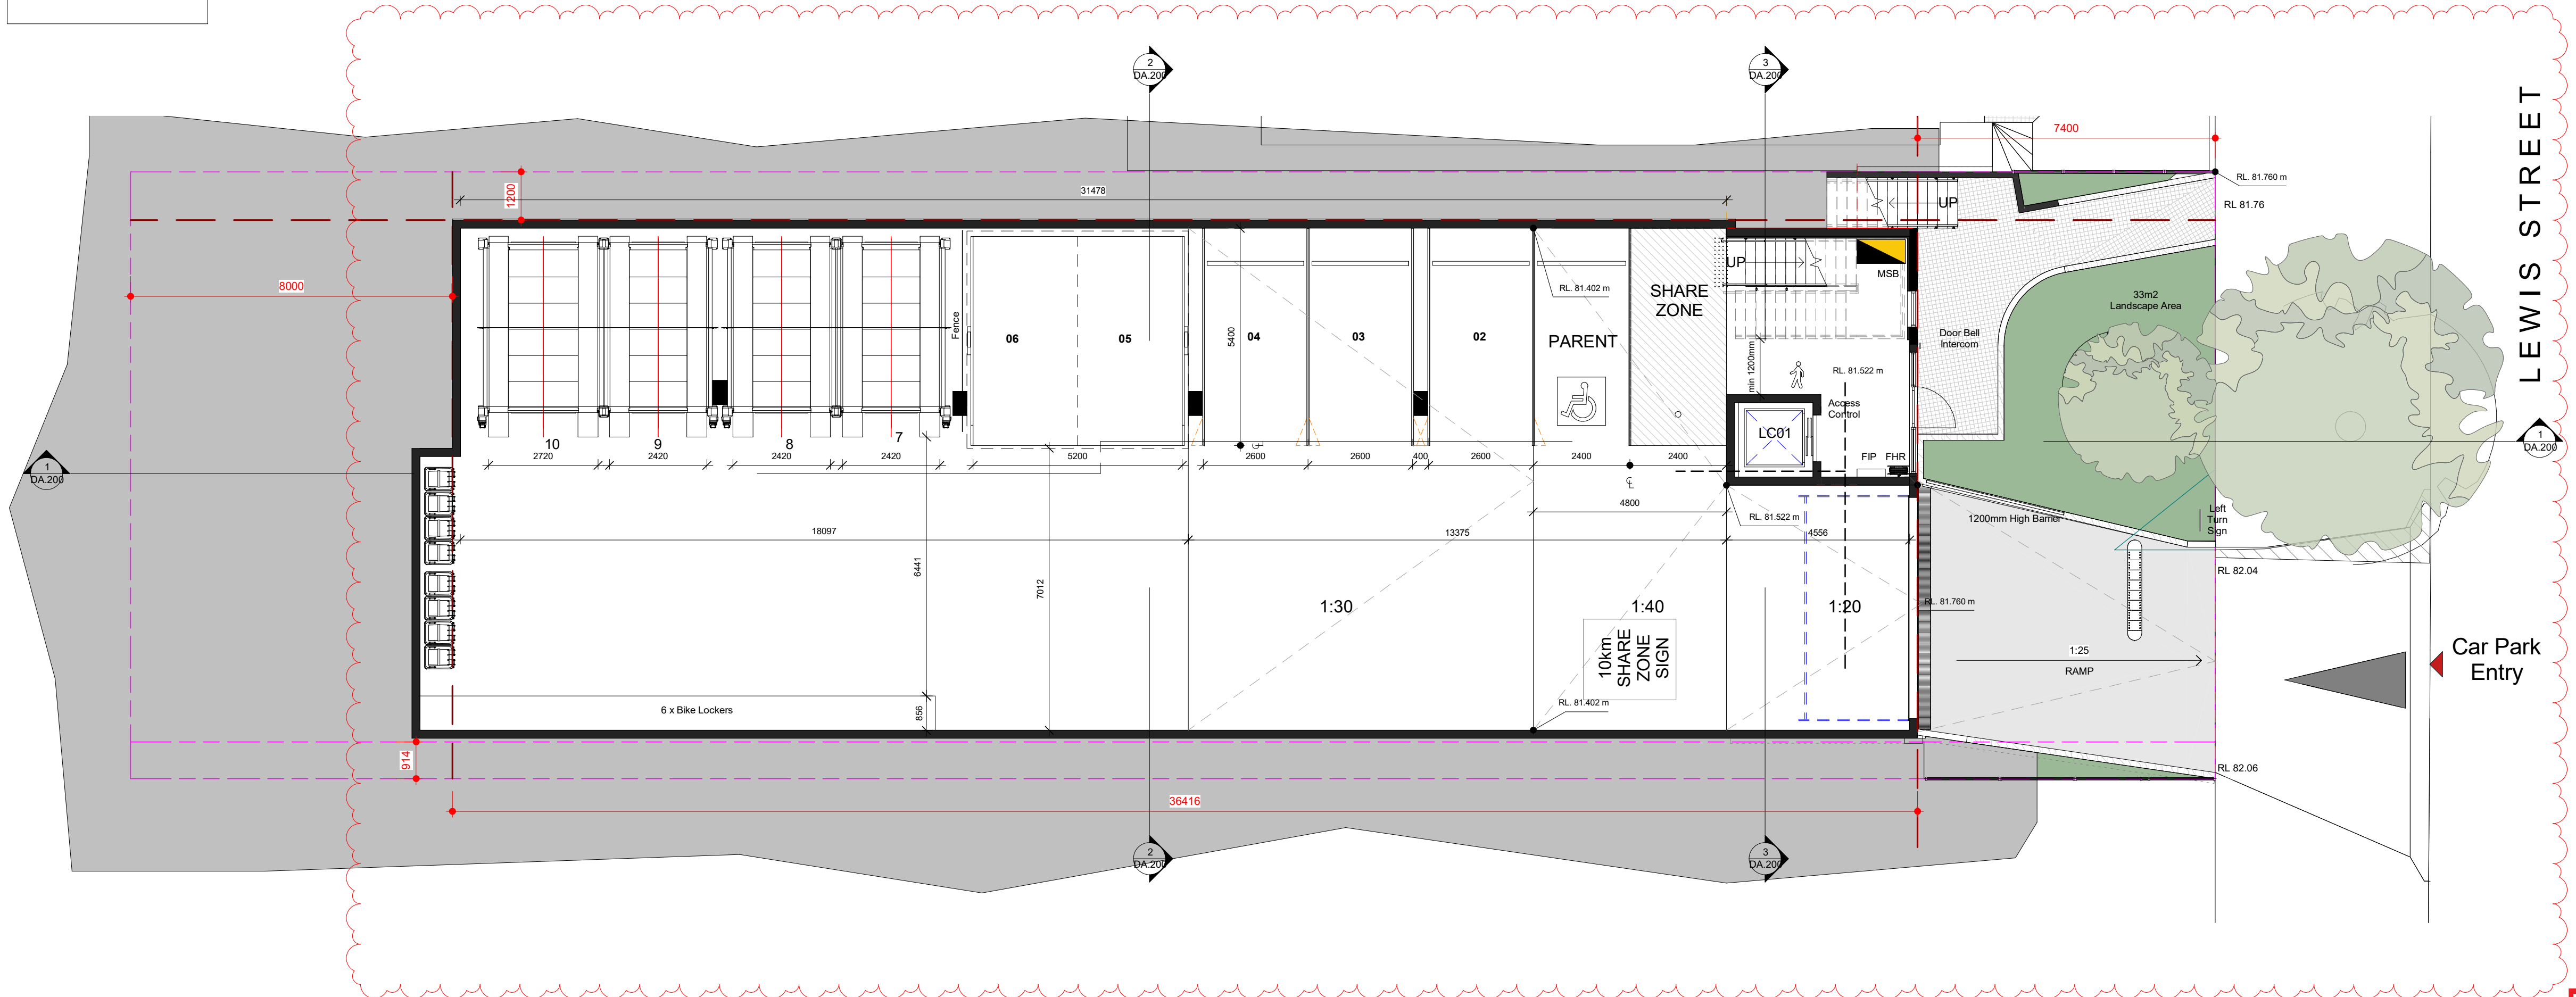 2
DA.200
3
DA.200
7400
LEWIS STREET
RL. 81.760 m
31478
1200
UP
RL 81.76
8000
UP
MSB
RL. 81.402 m
SHARE
ZONE
33m2
Landscape Area
Fence
06
05
5400
04
03
02
PARENT
Door Bell
Intercom
min 1200mm
RL. 81.522 m
Access
Control
LC01
10
9
8
7
FIP
FHR
2720
2420
2420
2420
5200
2600
2600
400
2600
2400
2400
1
DA.200
1
DA.200
4800
RL. 81.522 m
1200mm High Barrier
Left
Turn
Sign
18097
13375
4556
6441
7012
RL 82.04
1:30
1:40
1:20
RL. 81.760 m
10km
SHARE
ZONE
SIGN
1:25
RAMP
Car Park
Entry
6 x Bike Lockers
856
RL. 81.402 m
914
RL 82.06
36416
2
DA.200
3
DA.200